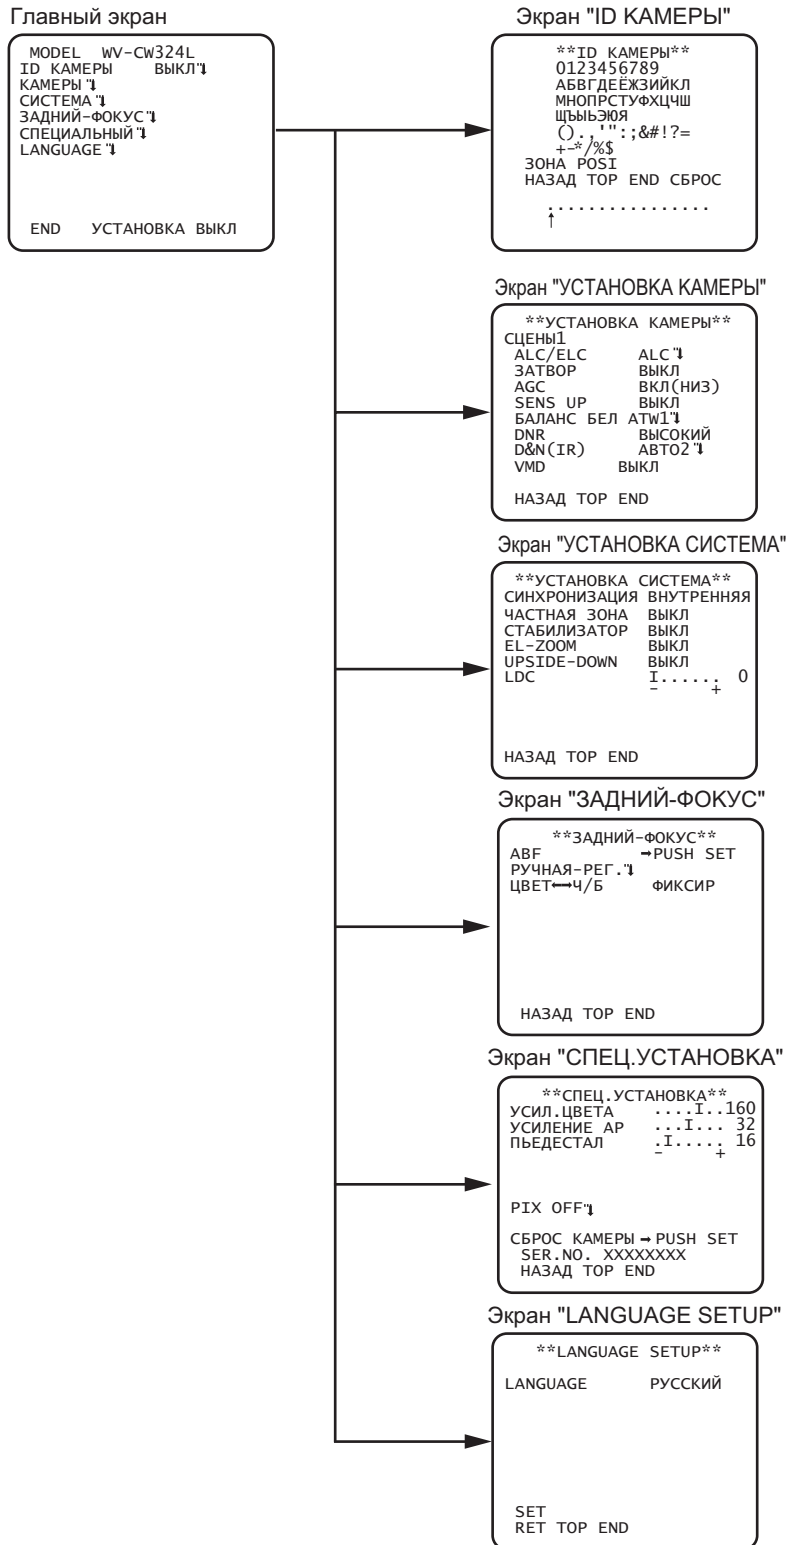 Главный экран
MODEL WV-CW324L
ID КАМЕРЫ ВЫКЛ
КАМЕРЫ
СИСТЕМА
ЗАДНИЙ-ФОКУС
СПЕЦИАЛЬНЫЙ
LANGUAGE
END УСТАНОВКА ВЫКЛ
Экран "ID КАМЕРЫ"
**ID КАМЕРЫ**
0123456789
АБВГДЕЁЖЗИЙКЛ
МНОПРСТУФХЦЧШ
ЩЪЫЬЭЮЯ
().,'":;&#!?=
+-*/%$
ЗОНА POSI
НАЗАД TOP END СБРОС
................
↑
Экран "УСТАНОВКА КАМЕРЫ"
**УСТАНОВКА КАМЕРЫ**
СЦЕНЫ1
ALC/ELC ALC
ЗАТВОР ВЫКЛ
AGC ВКЛ(НИЗ)
SENS UP ВЫКЛ
БАЛАНС БЕЛ ATW1
DNR ВЫСОКИЙ
D&N(IR) АВТО2
VMD ВЫКЛ
НАЗАД TOP END
Экран "УСТАНОВКА СИСТЕМА"
**УСТАНОВКА СИСТЕМА**
СИНХРОНИЗАЦИЯ ВНУТРЕННЯЯ
ЧАСТНАЯ ЗОНА ВЫКЛ
СТАБИЛИЗАТОР ВЫКЛ
EL-ZOOM ВЫКЛ
UPSIDE-DOWN ВЫКЛ
LDC I...... 0
- +
НАЗАД TOP END
Экран "ЗАДНИЙ-ФОКУС"
**ЗАДНИЙ-ФОКУС**
ABF →PUSH SET
РУЧНАЯ-РЕГ.
ЦВЕТ↔Ч/Б ФИКСИР
НАЗАД TOP END
Экран "СПЕЦ.УСТАНОВКА"
**СПЕЦ.УСТАНОВКА**
УСИЛ.ЦВЕТА ....I..160
УСИЛЕНИЕ АР ...I... 32
ПЬЕДЕСТАЛ .I..... 16
- +
PIX OFF
СБРОС КАМЕРЫ→PUSH SET
SER.NO. XXXXXXXX
НАЗАД TOP END
Экран "LANGUAGE SETUP"
**LANGUAGE SETUP**
LANGUAGE РУССКИЙ
SET
RET TOP END